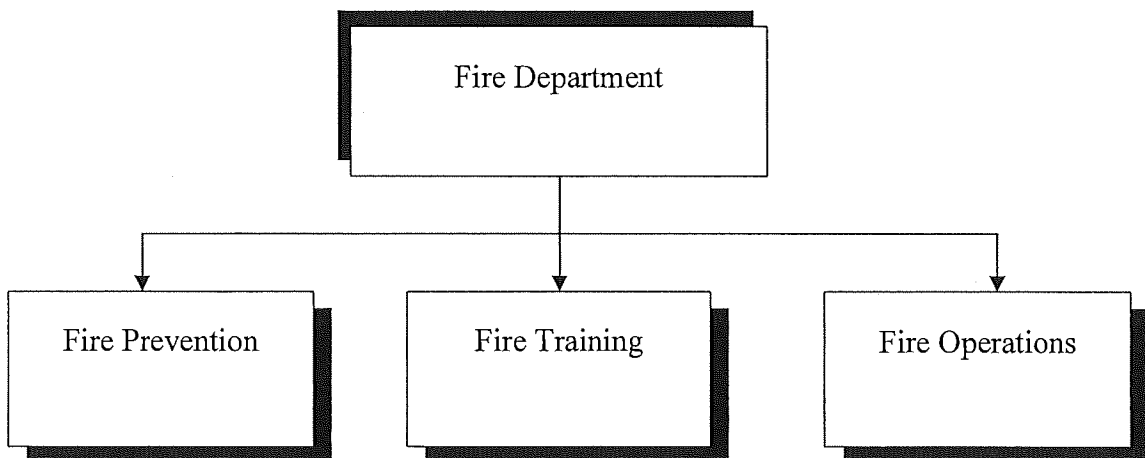 Fire Department
Fire Prevention
Fire Training
Fire Operations